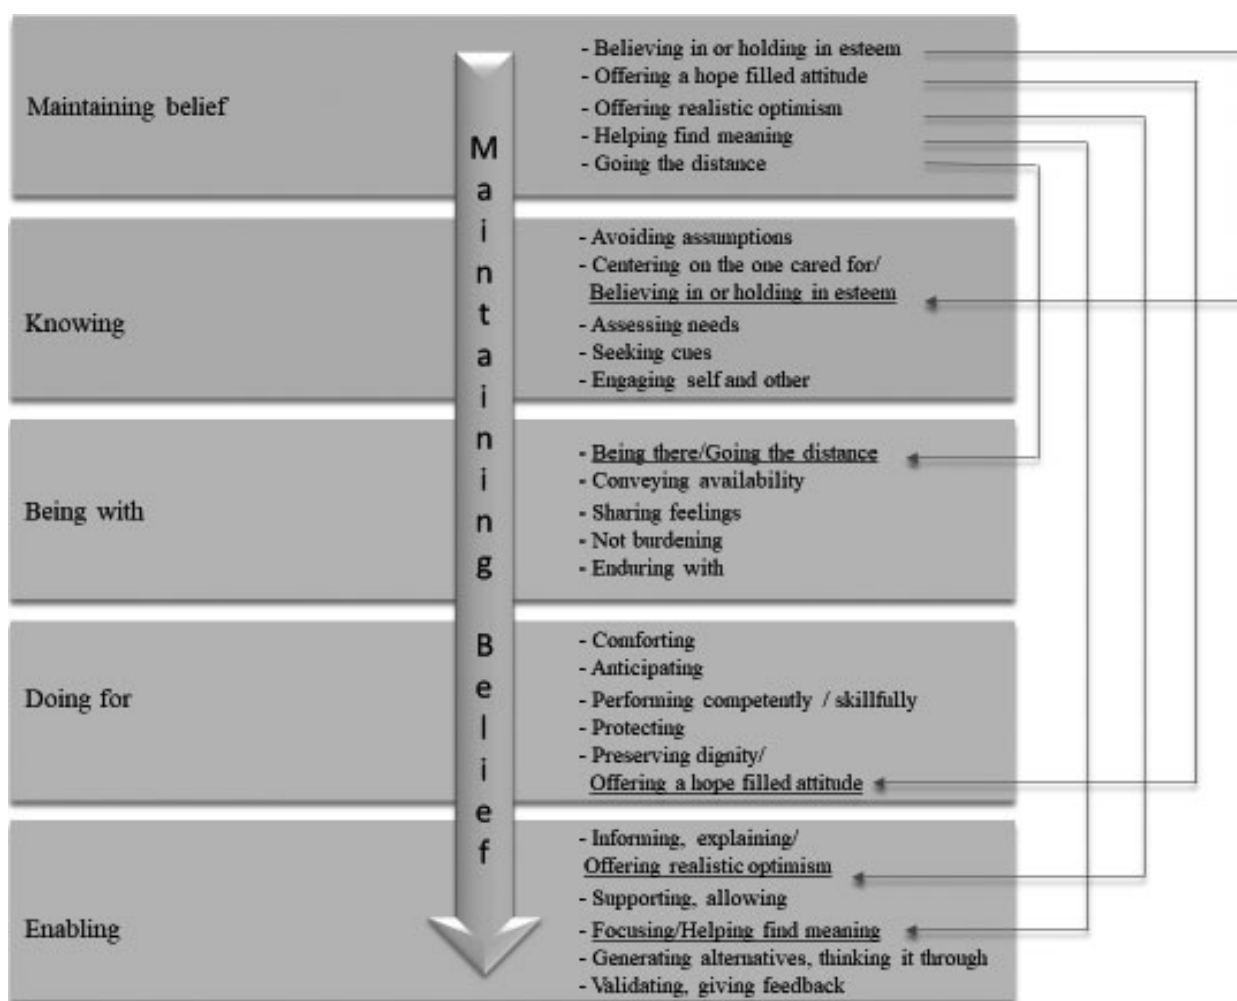 Maintaining belief
- Believing in or holding in esteem
- Offering a hope filled attitude
- Offering realistic optimism
- Helping find meaning
- Going the distance
Maintaining Belief
Knowing
- Avoiding assumptions
- Centering on the one cared for/
Believing in or holding in esteem
- Assessing needs
- Seeking cues
- Engaging self and other
Being with
- Being there/Going the distance
- Conveying availability
- Sharing feelings
- Not burdening
- Enduring with
Doing for
- Comforting
- Anticipating
- Performing competently / skillfully
- Protecting
- Preserving dignity/
Offering a hope filled attitude
Enabling
- Informing, explaining/
Offering realistic optimism
- Supporting, allowing
- Focusing/Helping find meaning
- Generating alternatives, thinking it through
- Validating, giving feedback